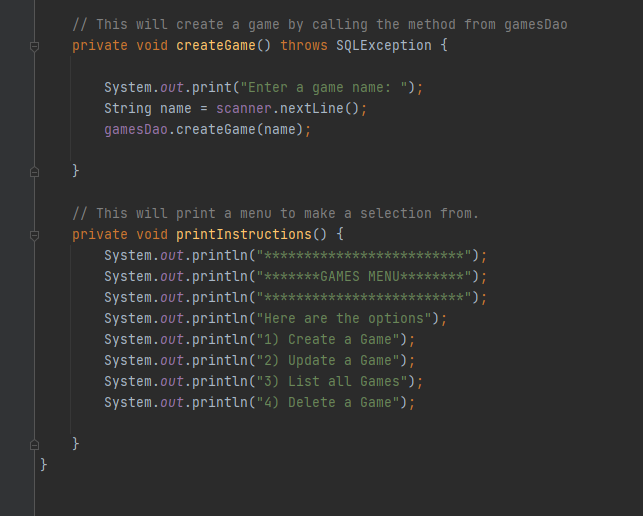 // This will create a game by calling the method from gamesDao
private void createGame() throws SQLException {
System.out.print("Enter a game name: ");
String name = scanner.nextLine();
gamesDao.createGame(name);
}
// This will print a menu to make a selection from.
private void printInstructions() {
System.out.println("*************************");
System.out.println("*******GAMES MENU********");
System.out.println("*************************");
System.out.println("Here are the options");
System.out.println("1) Create a Game");
System.out.println("2) Update a Game");
System.out.println("3) List all Games");
System.out.println("4) Delete a Game");
}
}